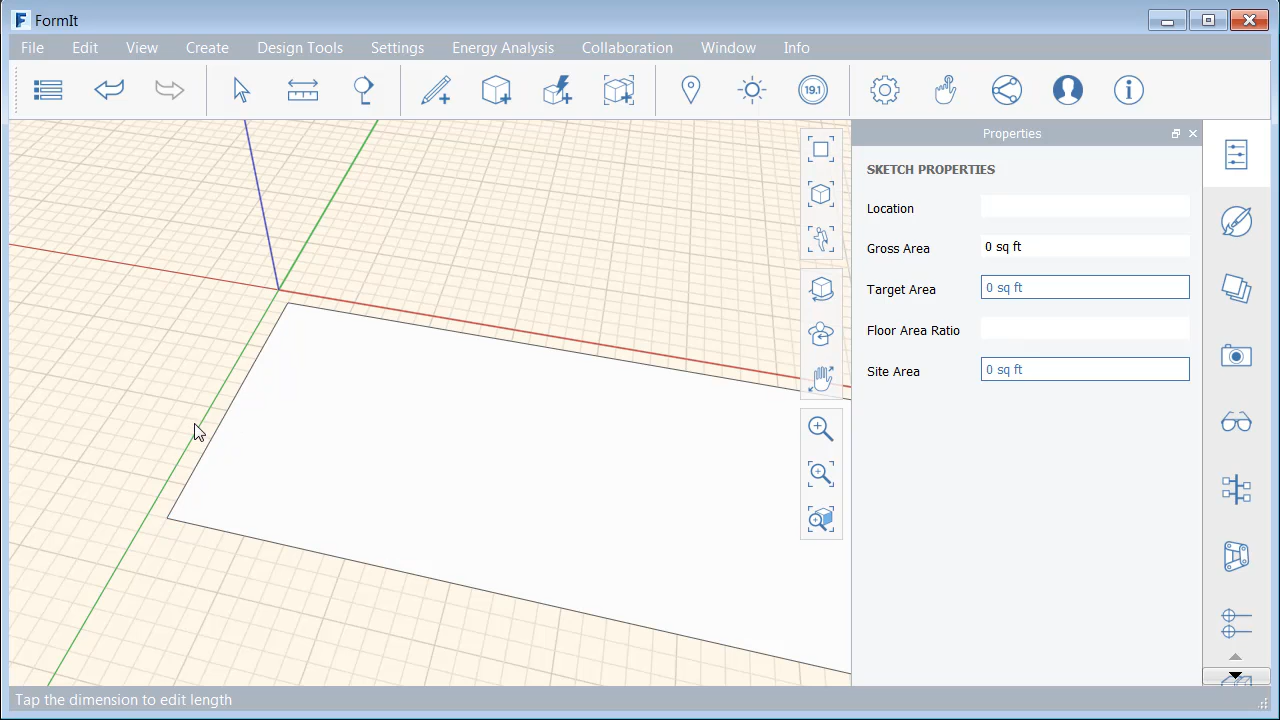 FormIt
File Edit View Create Design Tools Settings Energy Analysis Collaboration Window Info
19.1
Properties
SKETCH PROPERTIES
Location
Gross Area 0 sq ft
Target Area 0 sq ft
Floor Area Ratio
Site Area 0 sq ft
Tap the dimension to edit length